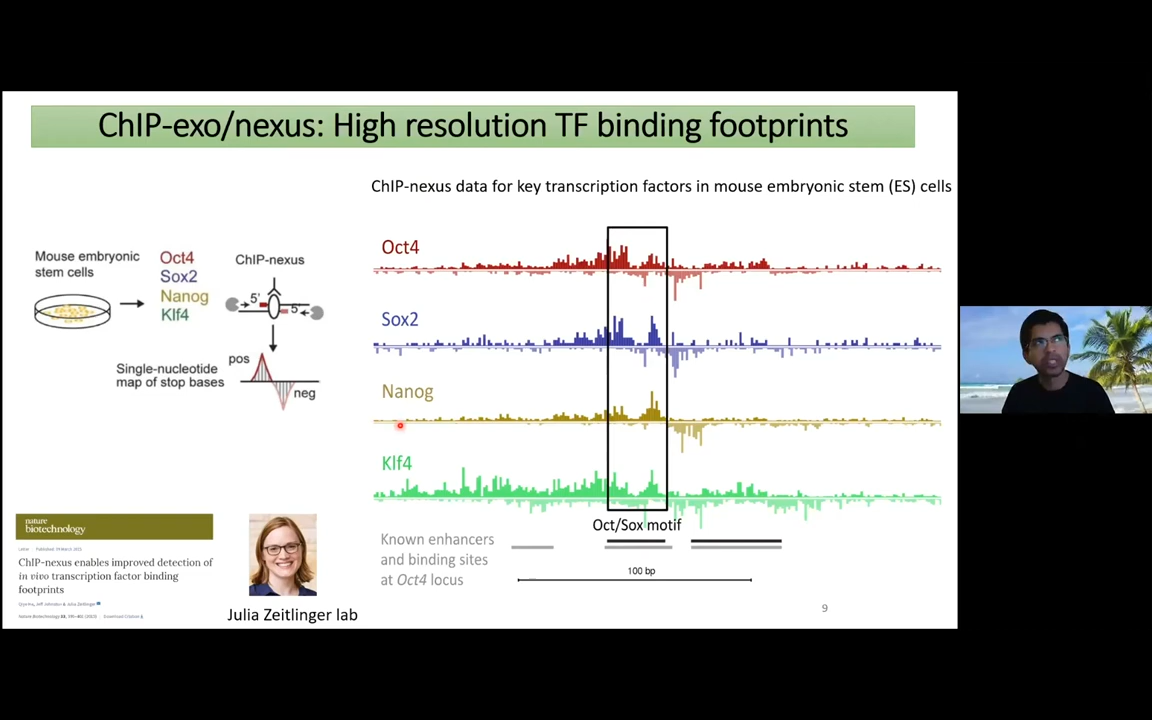 ChIP-exo/nexus: High resolution TF binding footprints
ChIP-nexus data for key transcription factors in mouse embryonic stem (ES) cells
Mouse embryonic
stem cells
Oct4
Sox2
Nanog
Klf4
ChIP-nexus
5'
5'
Single-nucleotide
map of stop bases
pos
neg
Oct4
Sox2
Nanog
Klf4
Oct/Sox motif
Known enhancers
and binding sites
at Oct4 locus
100 bp
nature
biotechnology
ChIP-nexus enables improved detection of
in vivo transcription factor binding
footprints
Julia Zeitlinger lab
9